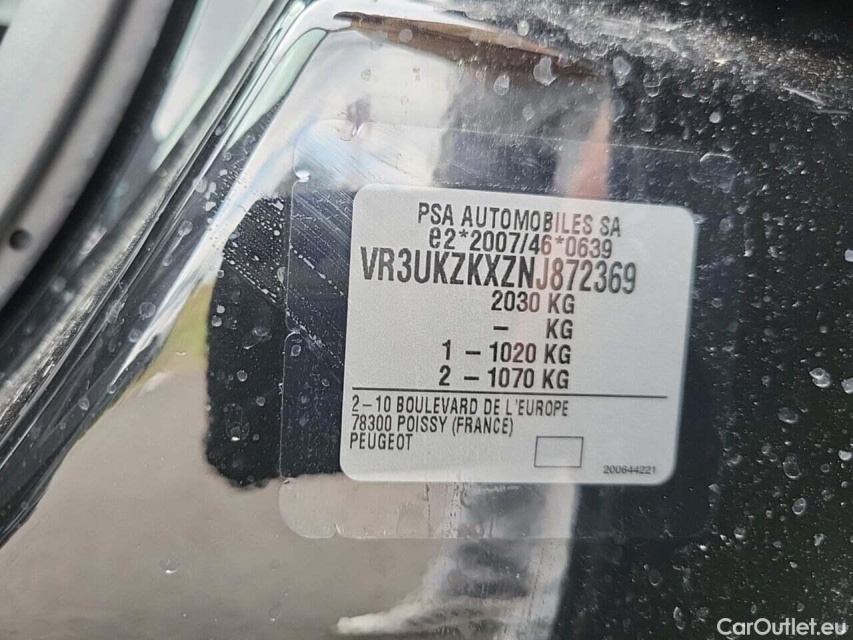 PSA AUTOMOBILES SA
e2*2007/46*0639
VR3UKZKXZNJ872369
2030 KG
– KG
1 – 1020 KG
2 – 1070 KG
2–10 BOULEVARD DE L'EUROPE
78300 POISSY (FRANCE)
PEUGEOT
200644221
CarOutlet.eu